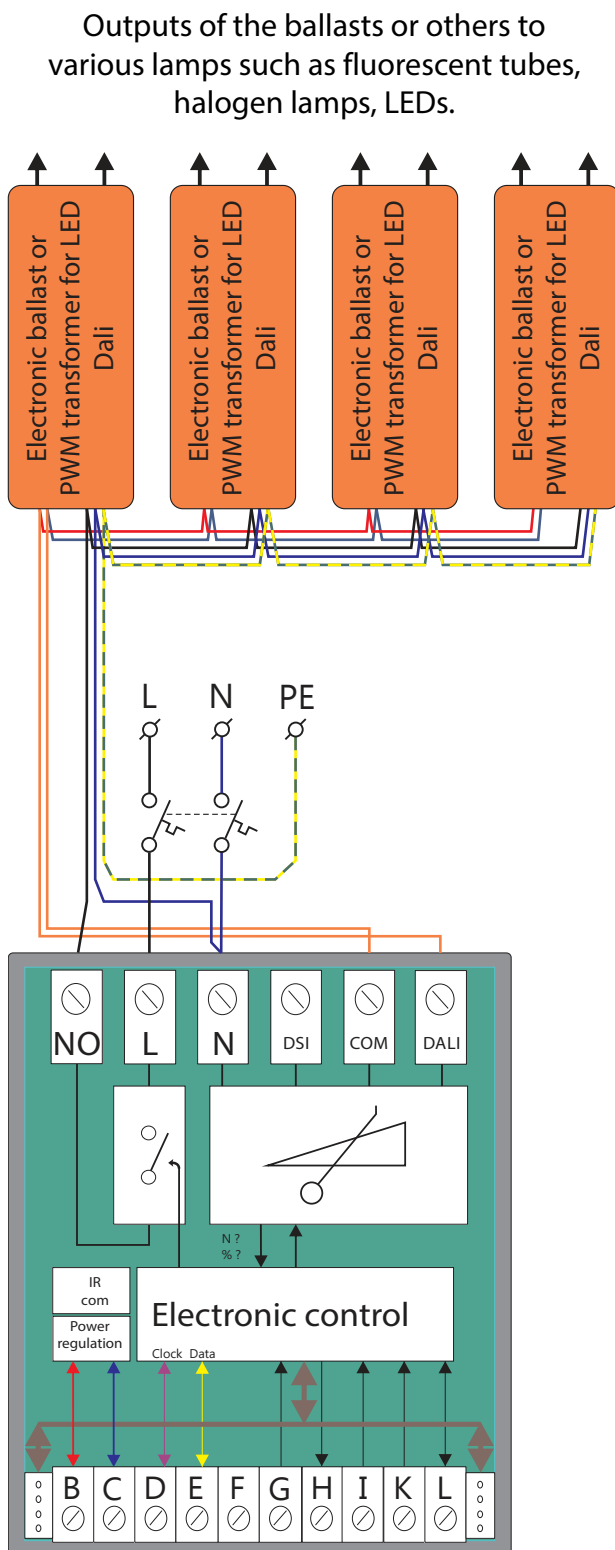 Outputs of the ballasts or others to
various lamps such as fluorescent tubes,
halogen lamps, LEDs.
Electronic ballast or
PWM transformer for LED
Dali
Electronic ballast or
PWM transformer for LED
Dali
Electronic ballast or
PWM transformer for LED
Dali
Electronic ballast or
PWM transformer for LED
Dali
L N PE
NO L N DSI COM DALI
N ?
% ?
IR
com
Power
regulation
Electronic control
Clock Data
B C D E F G H I K L